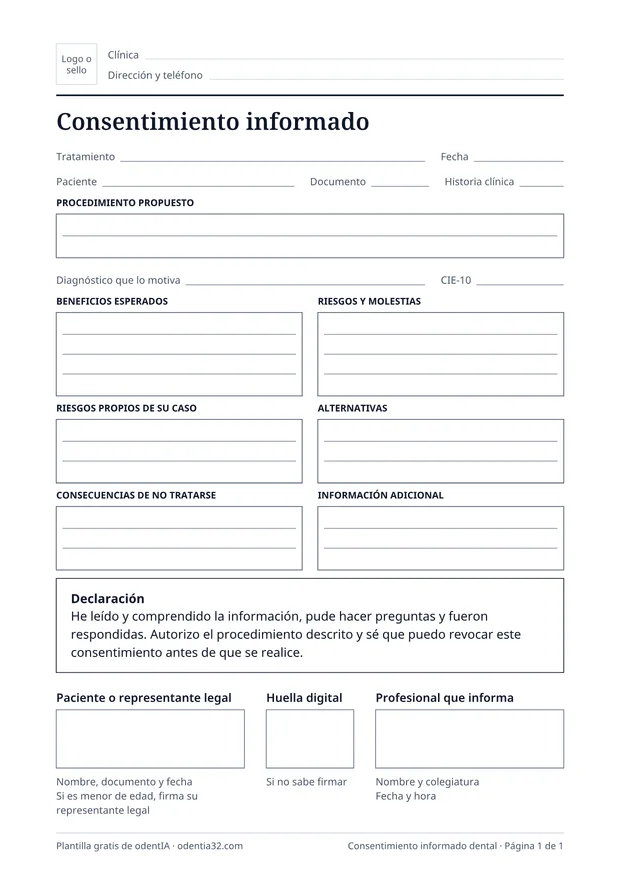 Logo o
sello
Clínica
Dirección y teléfono
Consentimiento informado
Tratamiento
Fecha
Paciente
Documento
Historia clínica
PROCEDIMIENTO PROPUESTO
Diagnóstico que lo motiva
CIE-10
BENEFICIOS ESPERADOS
RIESGOS Y MOLESTIAS
RIESGOS PROPIOS DE SU CASO
ALTERNATIVAS
CONSECUENCIAS DE NO TRATARSE
INFORMACIÓN ADICIONAL
Declaración
He leído y comprendido la información, pude hacer preguntas y fueron
respondidas. Autorizo el procedimiento descrito y sé que puedo revocar este
consentimiento antes de que se realice.
Paciente o representante legal
Huella digital
Profesional que informa
Nombre, documento y fecha
Si es menor de edad, firma su
representante legal
Si no sabe firmar
Nombre y colegiatura
Fecha y hora
Plantilla gratis de odentIA · odentia32.com
Consentimiento informado dental · Página 1 de 1